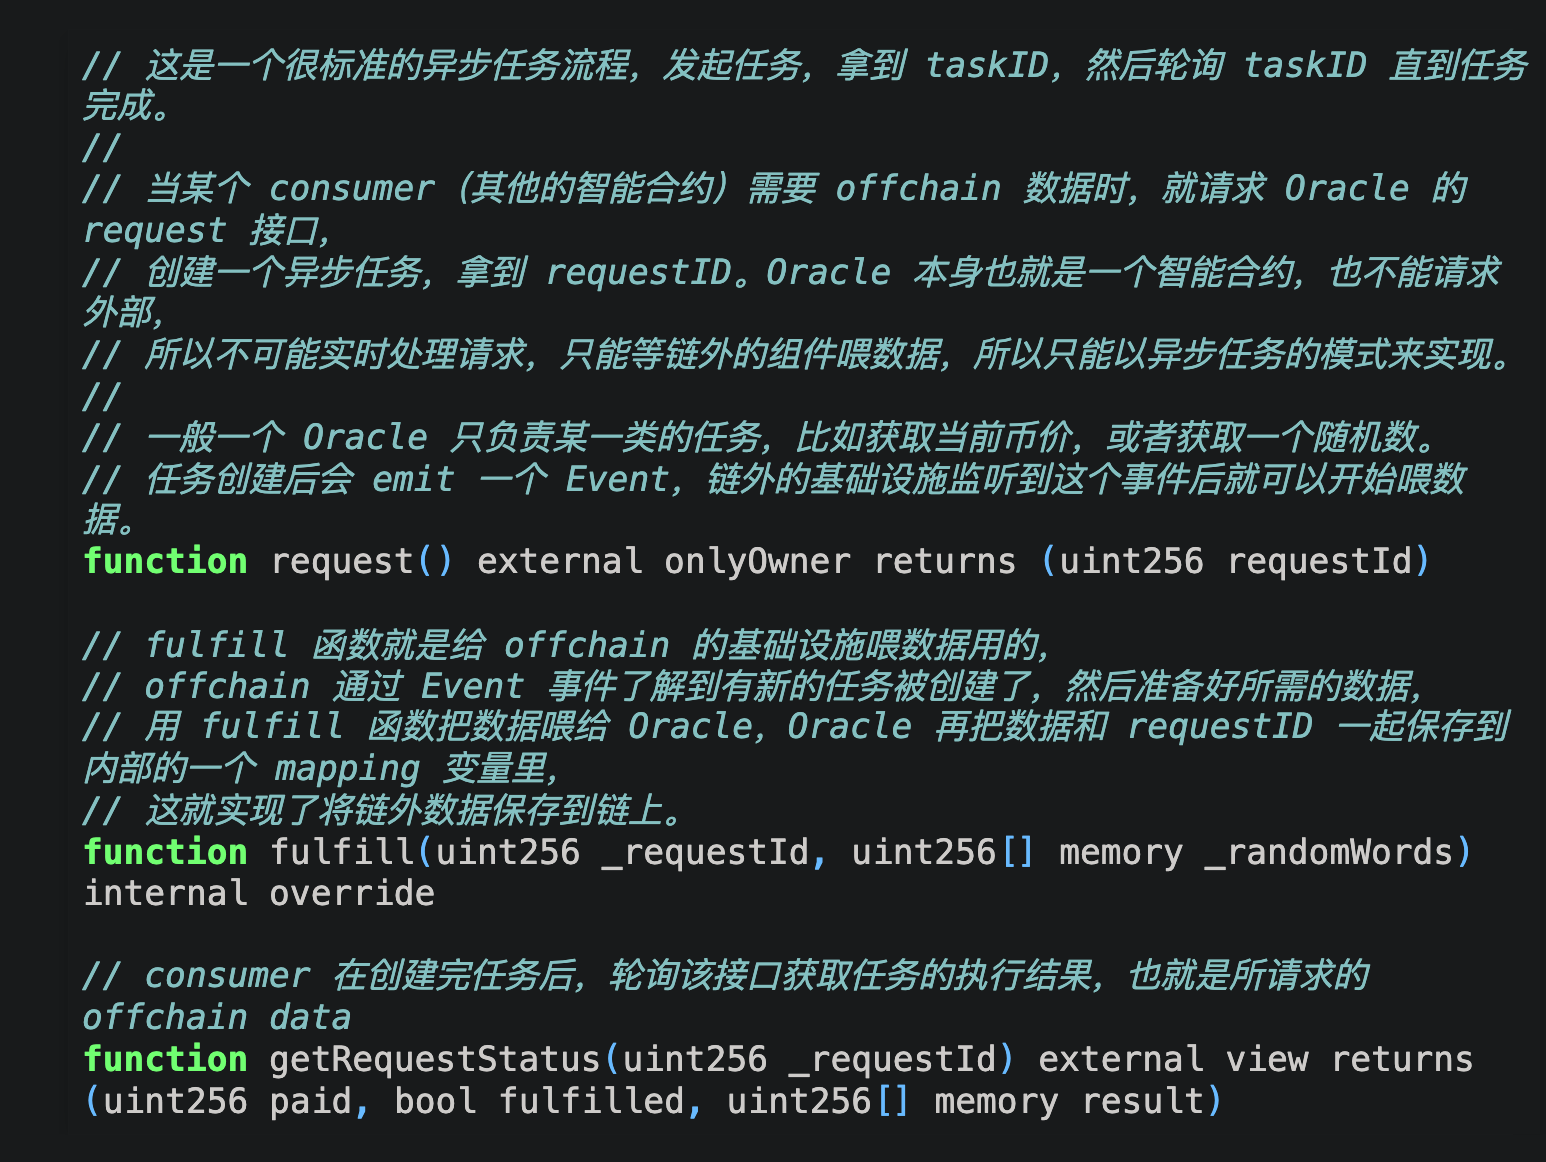 // 这是一个很标准的异步任务流程，发起任务，拿到 taskID，然后轮询 taskID 直到任务
完成。
//
// 当某个 consumer（其他的智能合约）需要 offchain 数据时，就请求 Oracle 的
request 接口，
// 创建一个异步任务，拿到 requestID。Oracle 本身也就是一个智能合约，也不能请求
外部，
// 所以不可能实时处理请求，只能等链外的组件喂数据，所以只能以异步任务的模式来实现。
//
// 一般一个 Oracle 只负责某一类的任务，比如获取当前币价，或者获取一个随机数。
// 任务创建后会 emit 一个 Event，链外的基础设施监听到这个事件后就可以开始喂数
据。
function request() external onlyOwner returns (uint256 requestId)
// fulfill 函数就是给 offchain 的基础设施喂数据用的，
// offchain 通过 Event 事件了解到有新的任务被创建了，然后准备好所需的数据，
// 用 fulfill 函数把数据喂给 Oracle，Oracle 再把数据和 requestID 一起保存到
内部的一个 mapping 变量里，
// 这就实现了将链外数据保存到链上。
function fulfill(uint256 _requestId, uint256[] memory _randomWords)
internal override
// consumer 在创建完任务后，轮询该接口获取任务的执行结果，也就是所请求的
offchain data
function getRequestStatus(uint256 _requestId) external view returns
(uint256 paid, bool fulfilled, uint256[] memory result)